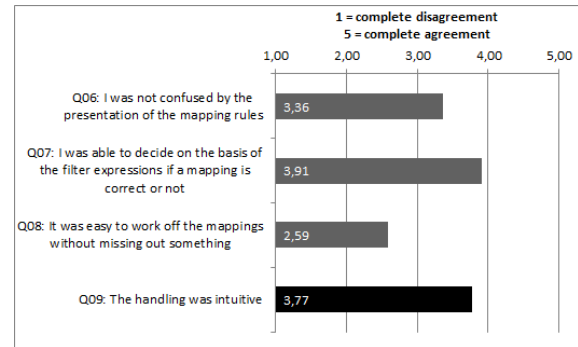 1 = complete disagreement
5 = complete agreement
1,00 2,00 3,00 4,00 5,00
Q06: I was not confused by the
presentation of the mapping rules
3,36
Q07: I was able to decide on the basis of
the filter expressions if a mapping is
correct or not
3,91
Q08: It was easy to work off the mappings
without missing out something
2,59
Q09: The handling was intuitive
3,77